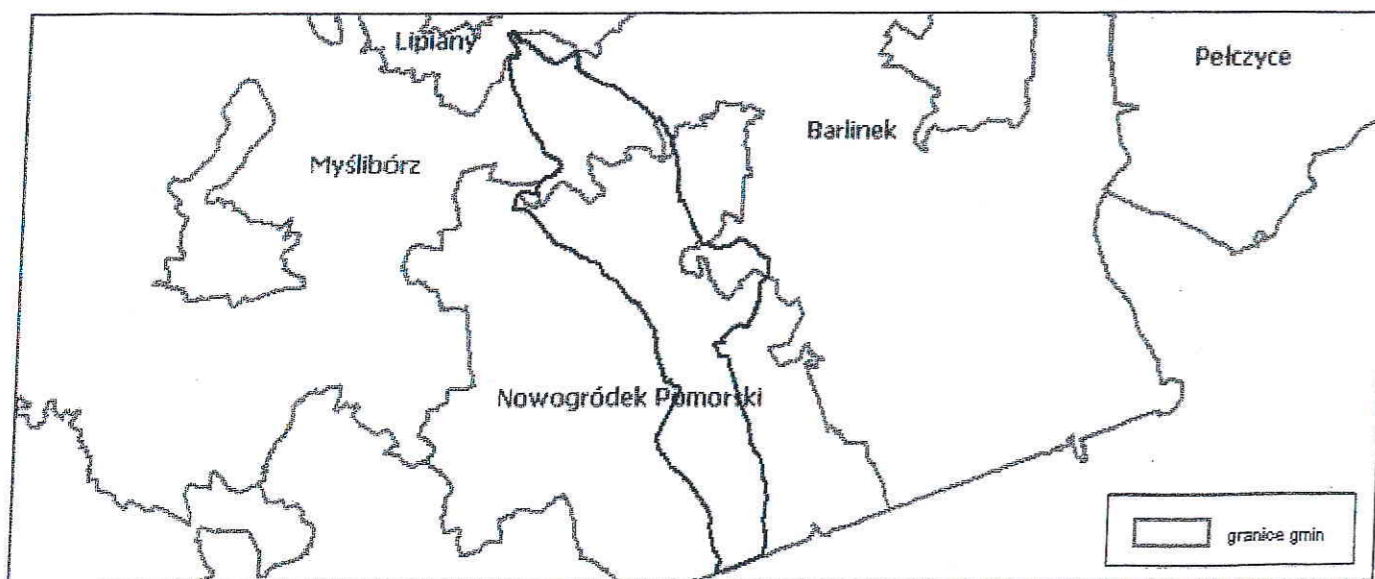 Lipiany
Pełczyce
Barlinek
Myślibórz
Nowogródek Pomorski
granice gmin